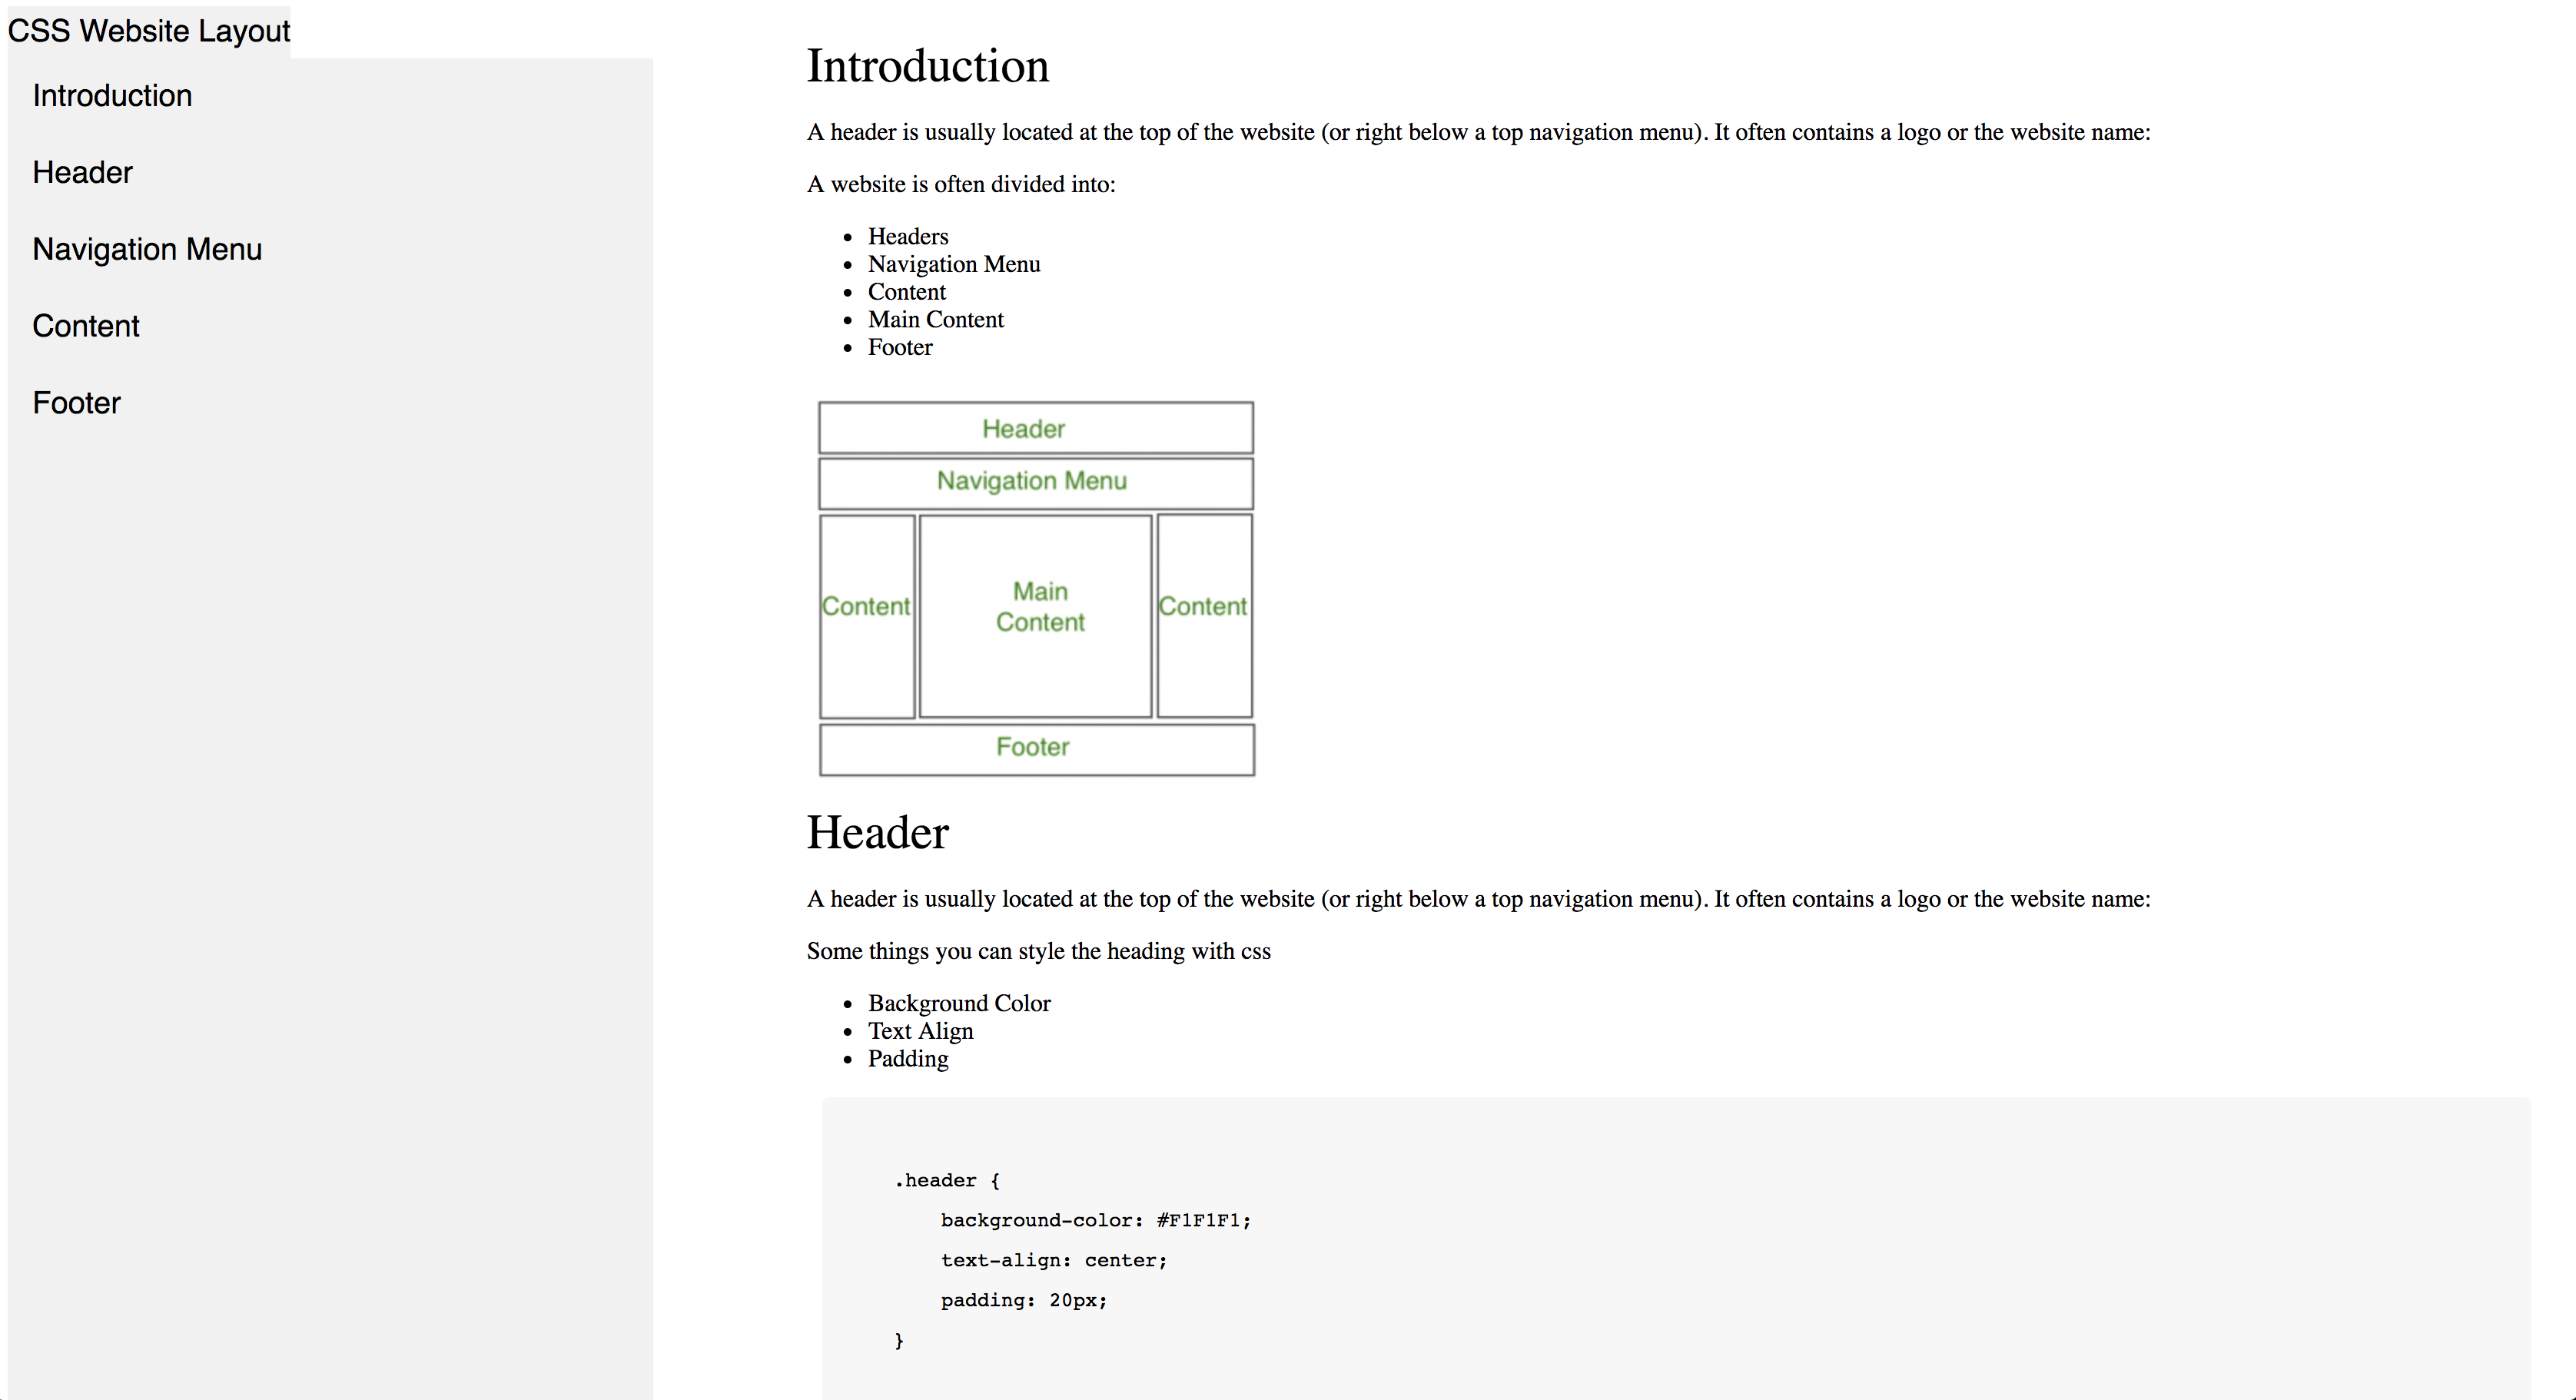 CSS Website Layout
Introduction
Header
Navigation Menu
Content
Footer
Introduction
A header is usually located at the top of the website (or right below a top navigation menu). It often contains a logo or the website name:
A website is often divided into:
• Headers
• Navigation Menu
• Content
• Main Content
• Footer
Header
Navigation Menu
Content
Main
Content
Content
Footer
Header
A header is usually located at the top of the website (or right below a top navigation menu). It often contains a logo or the website name:
Some things you can style the heading with css
• Background Color
• Text Align
• Padding
.header {
    background-color: #F1F1F1;
    text-align: center;
    padding: 20px;
}